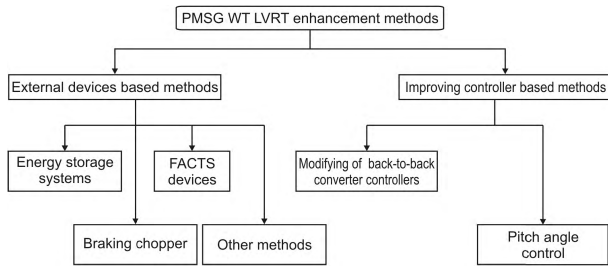 PMSG WT LVRT enhancement methods
External devices based methods
Improving controller based methods
Energy storage
systems
FACTS
devices
Modifying of back-to-back
converter controllers
Braking chopper
Other methods
Pitch angle
control